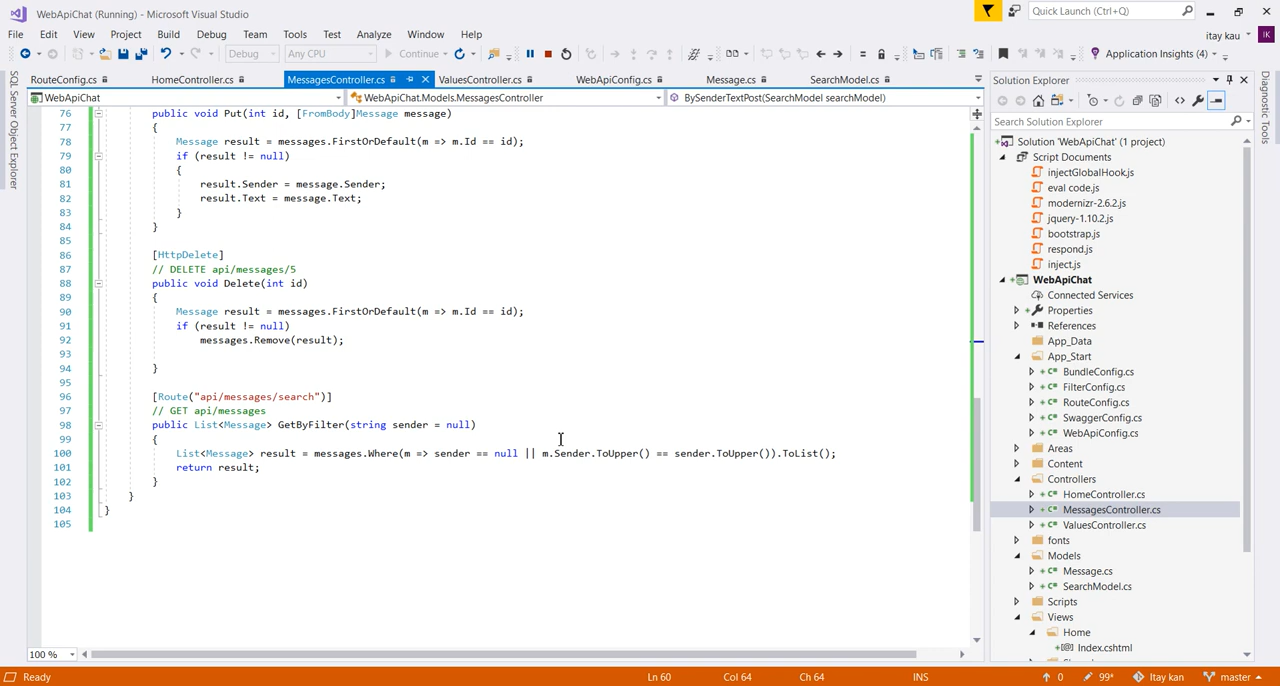 WebApiChat (Running) - Microsoft Visual Studio
Quick Launch (Ctrl+Q)
File Edit View Project Build Debug Team Tools Test Analyze Window Help
itay kau IK
Debug Any CPU Continue Application Insights (4)
RouteConfig.cs HomeController.cs MessagesController.cs ValuesController.cs WebApiConfig.cs Message.cs SearchModel.cs
WebApiChat WebApiChat.Models.MessagesController BySenderTextPost(SearchModel searchModel)
SQL Server Object Explorer
76 public void Put(int id, [FromBody]Message message)
77 {
78 Message result = messages.FirstOrDefault(m => m.Id == id);
79 if (result != null)
80 {
81 result.Sender = message.Sender;
82 result.Text = message.Text;
83 }
84 }
85
86 [HttpDelete]
87 // DELETE api/messages/5
88 public void Delete(int id)
89 {
90 Message result = messages.FirstOrDefault(m => m.Id == id);
91 if (result != null)
92 messages.Remove(result);
93
94 }
95
96 [Route("api/messages/search")]
97 // GET api/messages
98 public List<Message> GetByFilter(string sender = null)
99 {
100 List<Message> result = messages.Where(m => sender == null || m.Sender.ToUpper() == sender.ToUpper()).ToList();
101 return result;
102 }
103 }
104 }
105
100 %
Solution Explorer
Search Solution Explorer
Solution 'WebApiChat' (1 project)
Script Documents
injectGlobalHook.js
eval code.js
modernizr-2.6.2.js
jquery-1.10.2.js
bootstrap.js
respond.js
inject.js
WebApiChat
Connected Services
Properties
References
App_Data
App_Start
BundleConfig.cs
FilterConfig.cs
RouteConfig.cs
SwaggerConfig.cs
WebApiConfig.cs
Areas
Content
Controllers
HomeController.cs
MessagesController.cs
ValuesController.cs
fonts
Models
Message.cs
SearchModel.cs
Scripts
Views
Home
Index.cshtml
Diagnostic Tools
Ready Ln 60 Col 64 Ch 64 INS 0 99* Itay kan master